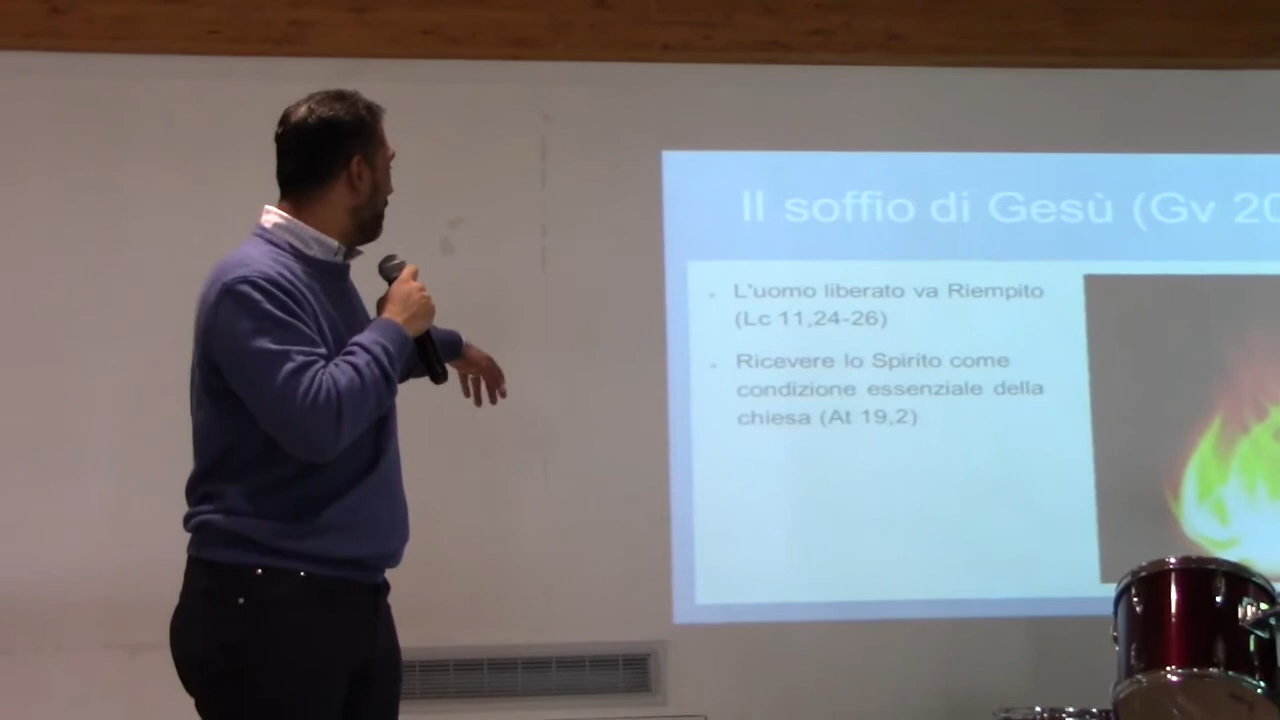 Il soffio di Gesù (Gv 20
L'uomo liberato va Riempito
(Lc 11,24-26)
Ricevere lo Spirito come
condizione essenziale della
chiesa (At 19,2)